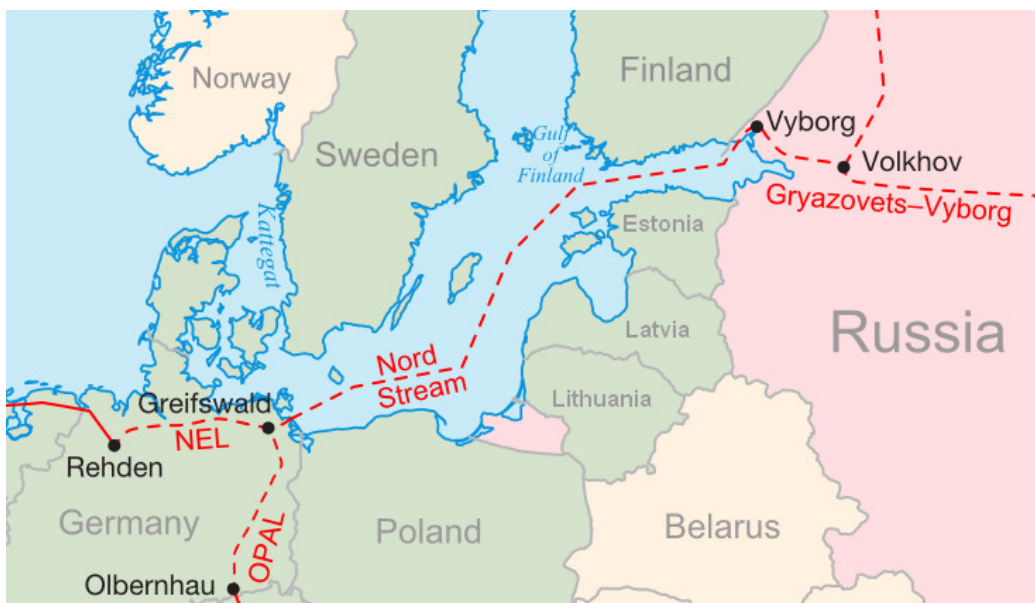 Norway
Finland
Sweden
Gulf
of
Finland
Vyborg
Volkhov
Gryazovets–Vyborg
Kattegat
Estonia
Russia
Latvia
Nord
Stream
Lithuania
Greifswald
NEL
Rehden
Germany
OPAL
Poland
Belarus
Olbernhau